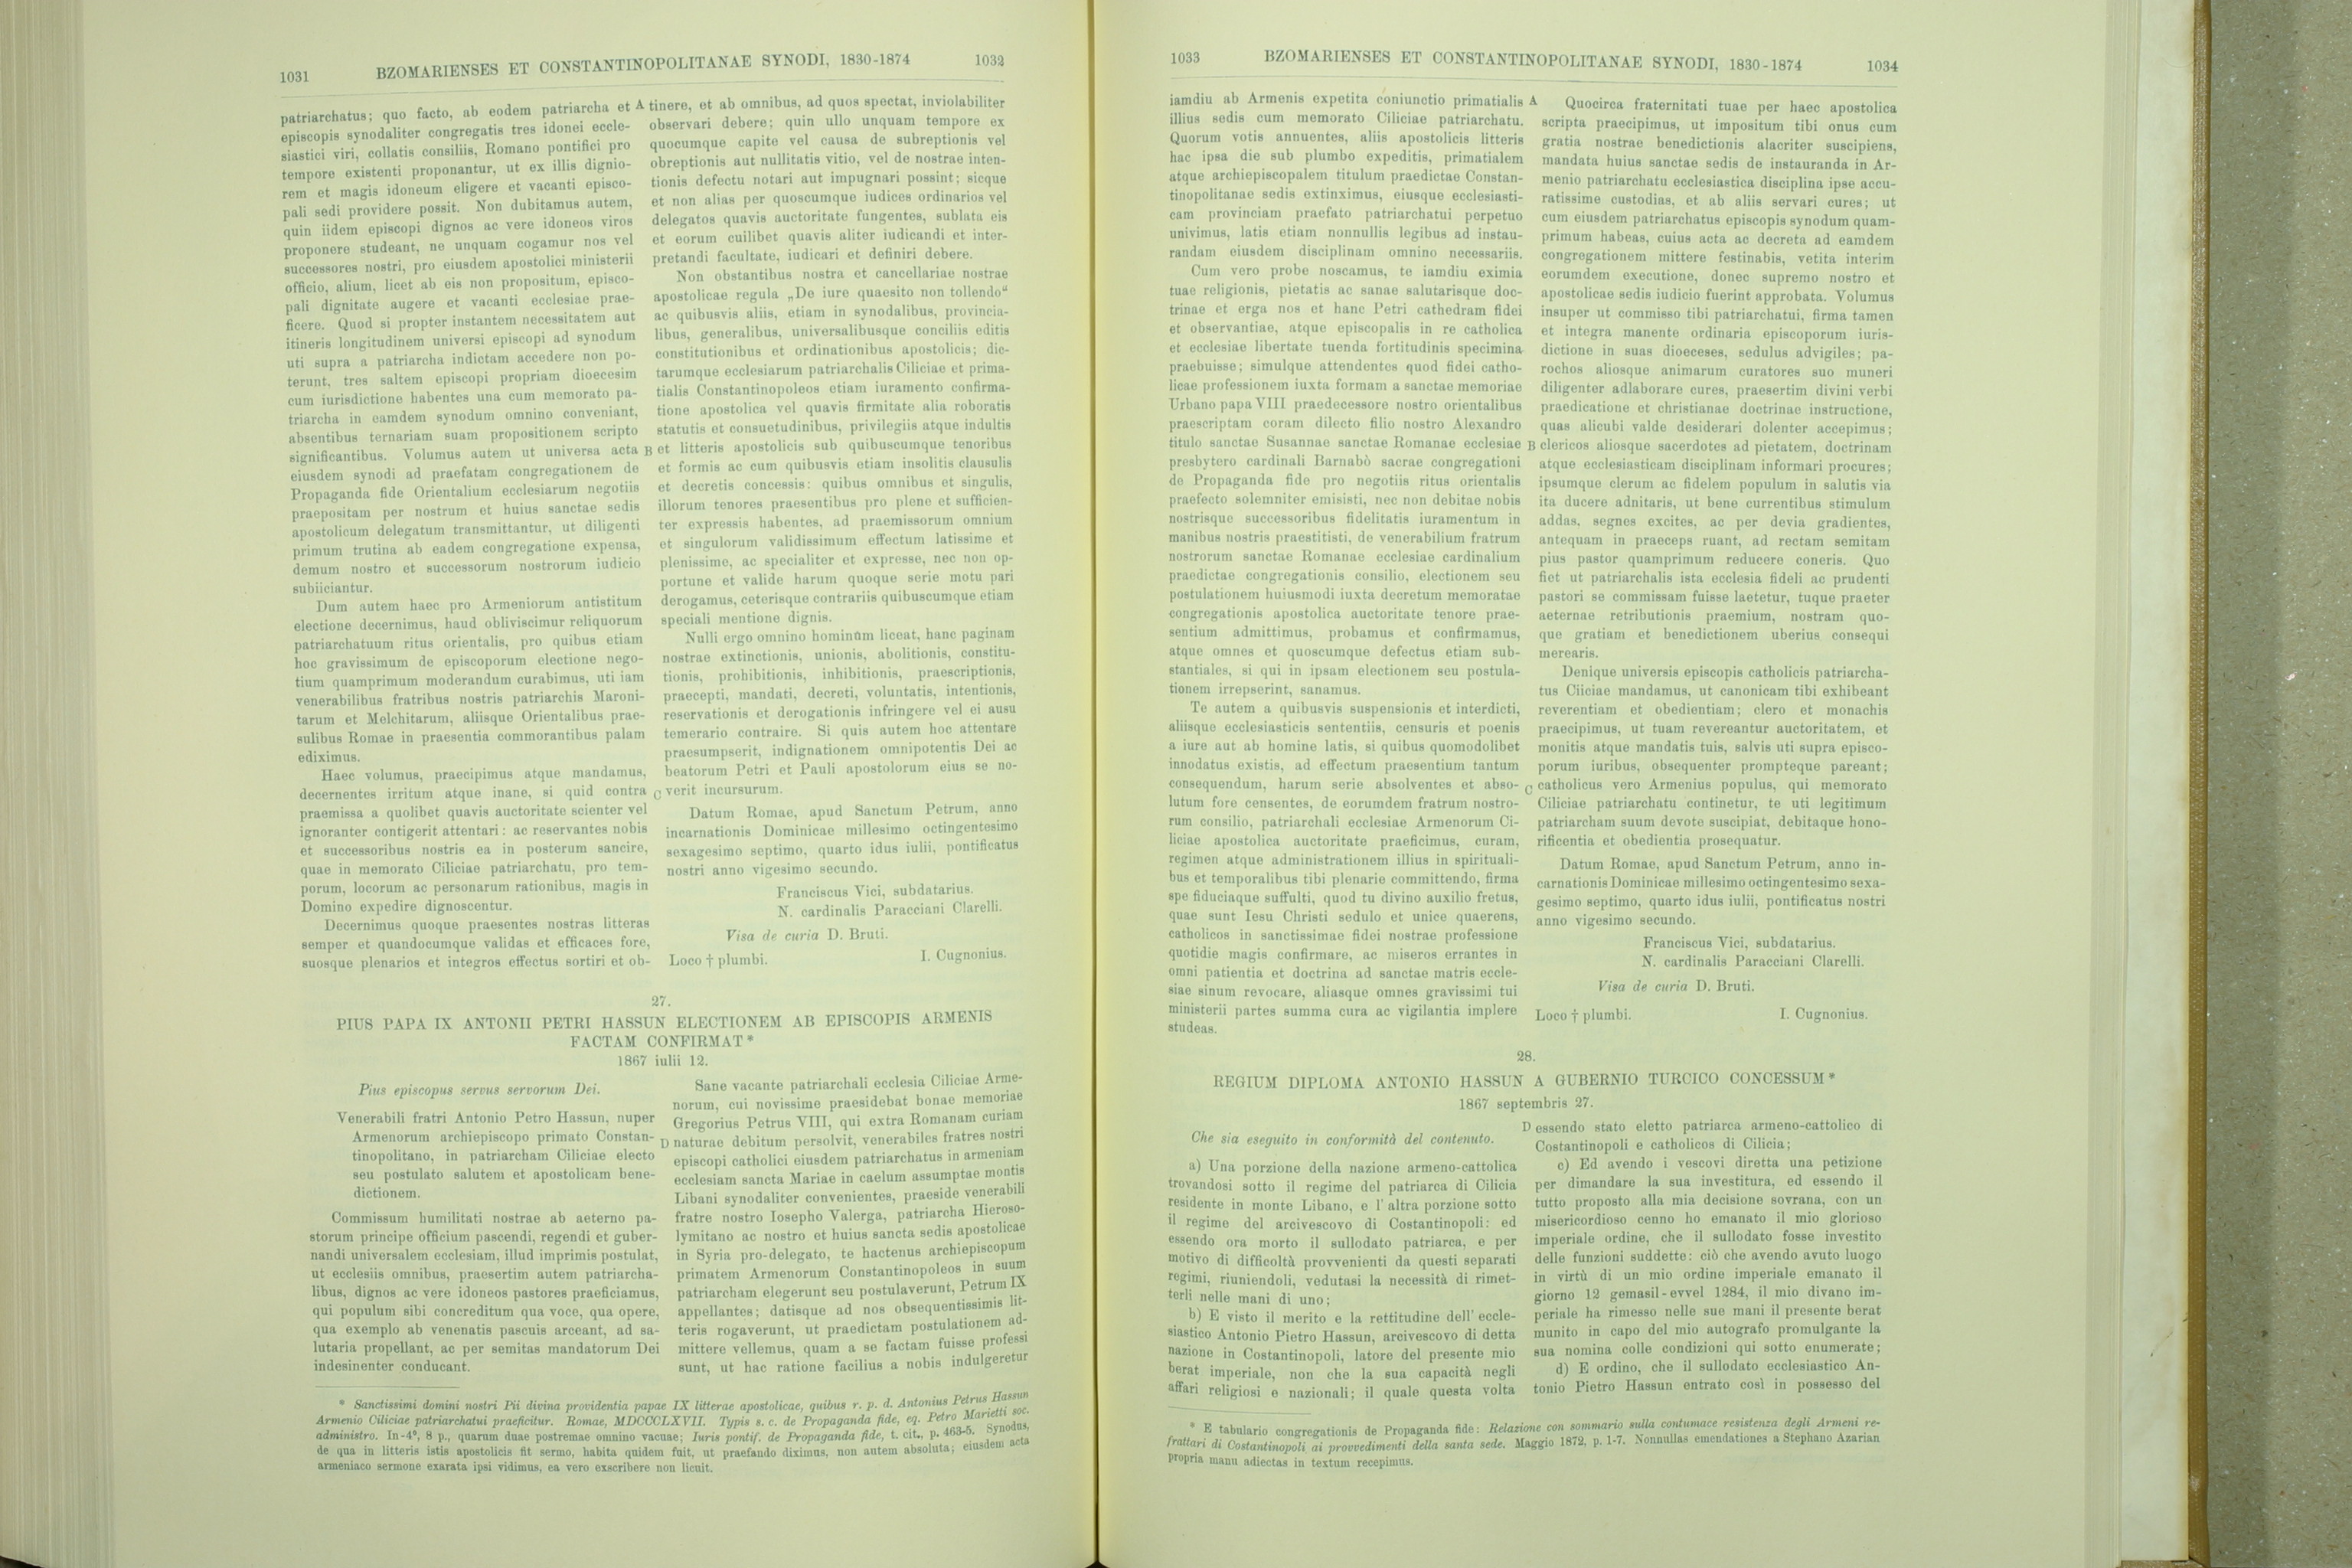 1031
BZOMARIENSES ET CONSTANTINOPOLITANAE SYNODI, 1830-1874
1032
patriarchatus; quo facto, ab eodem patriarcha et
episcopis synodaliter congregatis tres idonei eccle-
siastici viri, collatis consiliis, Romano pontifici pro
tempore existenti proponantur, ut ex illis dignio-
rem et magis idoneum eligere et vacanti episco-
pali sedi providere possit. Non dubitamus autem,
quin iidem episcopi dignos ac vere idoneos viros
proponere studeant, ne unquam cogamur nos vel
successores nostri, pro eiusdem apostolici ministerii
officio, alium, licet ab eis non propositum, episco-
pali dignitate augere et vacanti ecclesiae prae-
ficere. Quod si propter instantem necessitatem aut
itineris longitudinem universi episcopi ad synodum
uti supra a patriarcha indictam accedere non po-
terunt, tres saltem episcopi propriam dioecesim
cum iurisdictione habentes una cum memorato pa-
triarcha in eamdem synodum omnino conveniant,
absentibus ternariam suam propositionem scripto
significantibus. Volumus autem ut universa acta
eiusdem synodi ad praefatam congregationem de
Propaganda fide Orientalium ecclesiarum negotiis
praepositam per nostrum et huius sanctae sedis
apostolicum delegatum transmittantur, ut diligenti
primum trutina ab eadem congregatione expensa,
demum nostro et successorum nostrorum iudicio
subiiciantur.
Dum autem haec pro Armeniorum antistitum
electione decernimus, haud obliviscimur reliquorum
patriarchatuum ritus orientalis, pro quibus etiam
hoc gravissimum de episcoporum electione nego-
tium quamprimum moderandum curabimus, uti iam
venerabilibus fratribus nostris patriarchis Maroni-
tarum et Melchitarum, aliisque Orientalibus prae-
sulibus Romae in praesentia commorantibus palam
ediximus.
Haec volumus, praecipimus atque mandamus,
decernentes irritum atque inane, si quid contra
praemissa a quolibet quavis auctoritate scienter vel
ignoranter contigerit attentari: ac reservantes nobis
et successoribus nostris ea in posterum sancire,
quae in memorato Ciliciae patriarchatu, pro tem-
porum, locorum ac personarum rationibus, magis in
Domino expedire dignoscentur.
Decernimus quoque praesentes nostras litteras
semper et quandocumque validas et efficaces fore,
suosque plenarios et integros effectus sortiri et ob-
A
B
C
tinere, et ab omnibus, ad quos spectat, inviolabiliter
observari debere; quin ullo unquam tempore ex
quocumque capite vel causa de subreptionis vel
obreptionis aut nullitatis vitio, vel de nostrae inten-
tionis defectu notari aut impugnari possint; sicque
et non alias per quoscumque iudices ordinarios vel
delegatos quavis auctoritate fungentes, sublata eis
et eorum cuilibet quavis aliter iudicandi et inter-
pretandi facultate, iudicari et definiri debere.
Non obstantibus nostra et cancellariae nostrae
apostolicae regula „De iure quaesito non tollendo“
ac quibusvis aliis, etiam in synodalibus, provincia-
libus, generalibus, universalibusque conciliis editis
constitutionibus et ordinationibus apostolicis; dic-
tarumque ecclesiarum patriarchalis Ciliciae et prima-
tialis Constantinopoleos etiam iuramento confirma-
tione apostolica vel quavis firmitate alia roboratis
statutis et consuetudinibus, privilegiis atque indultis
et litteris apostolicis sub quibuscumque tenoribus
et formis ac cum quibusvis etiam insolitis clausulis
et decretis concessis: quibus omnibus et singulis,
illorum tenores praesentibus pro plene et sufficien-
ter expressis habentes, ad praemissorum omnium
et singulorum validissimum effectum latissime et
plenissime, ac specialiter et expresse, nec non op-
portune et valide harum quoque serie motu pari
derogamus, ceterisque contrariis quibuscumque etiam
speciali mentione dignis.
Nulli ergo omnino hominum liceat, hanc paginam
nostrae extinctionis, unionis, abolitionis, constitu-
tionis, prohibitionis, inhibitionis, praescriptionis,
praecepti, mandati, decreti, voluntatis, intentionis,
reservationis et derogationis infringere vel ei ausu
temerario contraire. Si quis autem hoc attentare
praesumpserit, indignationem omnipotentis Dei ac
beatorum Petri et Pauli apostolorum eius se no-
verit incursurum.
Datum Romae, apud Sanctum Petrum, anno
incarnationis Dominicae millesimo octingentesimo
sexagesimo septimo, quarto idus iulii, pontificatus
nostri anno vigesimo secundo.
Franciscus Vici, subdatarius.
N. cardinalis Paracciani Clarelli.
Visa de curia D. Bruti.
Loco † plumbi.
I. Cugnonius.
27.
PIUS PAPA IX ANTONII PETRI HASSUN ELECTIONEM AB EPISCOPIS ARMENIS
FACTAM CONFIRMAT*
1867 iulii 12.
Pius episcopus servus servorum Dei.
Venerabili fratri Antonio Petro Hassun, nuper
Armenorum archiepiscopo primato Constan-
tinopolitano, in patriarcham Ciliciae electo
seu postulato salutem et apostolicam bene-
dictionem.
Commissum humilitati nostrae ab aeterno pa-
storum principe officium pascendi, regendi et guber-
nandi universalem ecclesiam, illud imprimis postulat,
ut ecclesiis omnibus, praesertim autem patriarcha-
libus, dignos ac vere idoneos pastores praeficiamus,
qui populum sibi concreditum qua voce, qua opere,
qua exemplo ab venenatis pascuis arceant, ad sa-
lutaria propellant, ac per semitas mandatorum Dei
indesinenter conducant.
D
Sane vacante patriarchali ecclesia Ciliciae Arme-
norum, cui novissime praesidebat bonae memoriae
Gregorius Petrus VIII, qui extra Romanam curiam
naturae debitum persolvit, venerabiles fratres nostri
episcopi catholici eiusdem patriarchatus in armeniam
ecclesiam sancta Mariae in caelum assumptae montis
Libani synodaliter convenientes, praeside venerabili
fratre nostro Iosepho Valerga, patriarcha Hieroso-
lymitano ac nostro et huius sancta sedis apostolicae
in Syria pro-delegato, te hactenus archiepiscopum
primatem Armenorum Constantinopoleos in suum
patriarcham elegerunt seu postulaverunt, Petrum IX
appellantes; datisque ad nos obsequentissimis lit-
teris rogaverunt, ut praedictam postulationem ad-
mittere vellemus, quam a se factam fuisse professi
sunt, ut hac ratione facilius a nobis indulgeretur
* Sanctissimi domini nostri Pii divina providentia papae IX litterae apostolicae, quibus r. p. d. Antonius Petrus Hassun
Armenio Ciliciae patriarchatui praeficitur. Romae, MDCCCLXVII. Typis s. c. de Propaganda fide, eq. Petro Marietti soc.
administro. In-4°, 8 p., quarum duae postremae omnino vacuae; Iuris pontif. de Propaganda fide, t. cit., p. 463-5. Synodus,
de qua in litteris istis apostolicis fit sermo, habita quidem fuit, ut praefando diximus, non autem absoluta; eiusdem acta
armeniaco sermone exarata ipsi vidimus, ea vero exscribere non licuit.
1033
BZOMARIENSES ET CONSTANTINOPOLITANAE SYNODI, 1830-1874
1034
iamdiu ab Armenis expetita coniunctio primatialis
illius sedis cum memorato Ciliciae patriarchatu.
Quorum votis annuentes, aliis apostolicis litteris
hac ipsa die sub plumbo expeditis, primatialem
atque archiepiscopalem titulum praedictae Constan-
tinopolitanae sedis extinximus, eiusque ecclesiasti-
cam provinciam praefato patriarchatui perpetuo
univimus, latis etiam nonnullis legibus ad instau-
randam eiusdem disciplinam omnino necessariis.
Cum vero probe noscamus, te iamdiu eximia
tuae religionis, pietatis ac sanae salutarisque doc-
trinae et erga nos et hanc Petri cathedram fidei
et observantiae, atque episcopalis in re catholica
et ecclesiae libertate tuenda fortitudinis specimina
praebuisse; simulque attendentes quod fidei catho-
licae professionem iuxta formam a sanctae memoriae
Urbano papa VIII praedecessore nostro orientalibus
praescriptam coram dilecto filio nostro Alexandro
titulo sanctae Susannae sanctae Romanae ecclesiae
presbytero cardinali Barnabò sacrae congregationi
de Propaganda fide pro negotiis ritus orientalis
praefecto solemniter emisisti, nec non debitae nobis
nostrisque successoribus fidelitatis iuramentum in
manibus nostris praestitisti, de venerabilium fratrum
nostrorum sanctae Romanae ecclesiae cardinalium
praedictae congregationis consilio, electionem seu
postulationem huiusmodi iuxta decretum memoratae
congregationis apostolica auctoritate tenore prae-
sentium admittimus, probamus et confirmamus,
atque omnes et quoscumque defectus etiam sub-
stantiales, si qui in ipsam electionem seu postula-
tionem irrepserint, sanamus.
Te autem a quibusvis suspensionis et interdicti,
aliisque ecclesiasticis sententiis, censuris et poenis
a iure aut ab homine latis, si quibus quomodolibet
innodatus existis, ad effectum praesentium tantum
consequendum, harum serie absolventes et abso-
lutum fore censentes, de eorumdem fratrum nostro-
rum consilio, patriarchali ecclesiae Armenorum Ci-
liciae apostolica auctoritate praeficimus, curam,
regimen atque administrationem illius in spirituali-
bus et temporalibus tibi plenarie committendo, firma
spe fiduciaque suffulti, quod tu divino auxilio fretus,
quae sunt Iesu Christi sedulo et unice quaerens,
catholicos in sanctissimae fidei nostrae professione
quotidie magis confirmare, ac miseros errantes in
omni patientia et doctrina ad sanctae matris eccle-
siae sinum revocare, aliasque omnes gravissimi tui
ministerii partes summa cura ac vigilantia implere
studeas.
A
B
C
Quocirca fraternitati tuae per haec apostolica
scripta praecipimus, ut impositum tibi onus cum
gratia nostrae benedictionis alacriter suscipiens,
mandata huius sanctae sedis de instauranda in Ar-
menio patriarchatu ecclesiastica disciplina ipse accu-
ratissime custodias, et ab aliis servari cures; ut
cum eiusdem patriarchatus episcopis synodum quam-
primum habeas, cuius acta ac decreta ad eamdem
congregationem mittere festinabis, vetita interim
eorumdem executione, donec supremo nostro et
apostolicae sedis iudicio fuerint approbata. Volumus
insuper ut commisso tibi patriarchatui, firma tamen
et integra manente ordinaria episcoporum iuris-
dictione in suas dioeceses, sedulus advigiles; pa-
rochos aliosque animarum curatores suo muneri
diligenter adlaborare cures, praesertim divini verbi
praedicatione et christianae doctrinae instructione,
quas alicubi valde desiderari dolenter accepimus;
clericos aliosque sacerdotes ad pietatem, doctrinam
atque ecclesiasticam disciplinam informari procures;
ipsumque clerum ac fidelem populum in salutis via
ita ducere adnitaris, ut bene currentibus stimulum
addas, segnes excites, ac per devia gradientes,
antequam in praeceps ruant, ad rectam semitam
pius pastor quamprimum reducere coneris. Quo
fiet ut patriarchalis ista ecclesia fideli ac prudenti
pastori se commissam fuisse laetetur, tuque praeter
aeternae retributionis praemium, nostram quo-
que gratiam et benedictionem uberius consequi
merearis.
Denique universis episcopis catholicis patriarcha-
tus Ciiciae mandamus, ut canonicam tibi exhibeant
reverentiam et obedientiam; clero et monachis
praecipimus, ut tuam revereantur auctoritatem, et
monitis atque mandatis tuis, salvis uti supra episco-
porum iuribus, obsequenter prompteque pareant;
catholicus vero Armenius populus, qui memorato
Ciliciae patriarchatu continetur, te uti legitimum
patriarcham suum devote suscipiat, debitaque hono-
rificentia et obedientia prosequatur.
Datum Romae, apud Sanctum Petrum, anno in-
carnationis Dominicae millesimo octingentesimo sexa-
gesimo septimo, quarto idus iulii, pontificatus nostri
anno vigesimo secundo.
Franciscus Vici, subdatarius.
N. cardinalis Paracciani Clarelli.
Visa de curia D. Bruti.
Loco † plumbi.
I. Cugnonius.
28.
REGIUM DIPLOMA ANTONIO HASSUN A GUBERNIO TURCICO CONCESSUM*
1867 septembris 27.
Che sia eseguito in conformità del contenuto.
a) Una porzione della nazione armeno-cattolica
trovandosi sotto il regime del patriarca di Cilicia
residente in monte Libano, e l' altra porzione sotto
il regime del arcivescovo di Costantinopoli: ed
essendo ora morto il sullodato patriarca, e per
motivo di difficoltà provvenienti da questi separati
regimi, riuniendoli, vedutasi la necessità di rimet-
terli nelle mani di uno;
b) E visto il merito e la rettitudine dell' eccle-
siastico Antonio Pietro Hassun, arcivescovo di detta
nazione in Costantinopoli, latore del presente mio
berat imperiale, non che la sua capacità negli
affari religiosi e nazionali; il quale questa volta
D
essendo stato eletto patriarca armeno-cattolico di
Costantinopoli e catholicos di Cilicia;
c) Ed avendo i vescovi diretta una petizione
per dimandare la sua investitura, ed essendo il
tutto proposto alla mia decisione sovrana, con un
misericordioso cenno ho emanato il mio glorioso
imperiale ordine, che il sullodato fosse investito
delle funzioni suddette: ciò che avendo avuto luogo
in virtù di un mio ordine imperiale emanato il
giorno 12 gemasil-evvel 1284, il mio divano im-
periale ha rimesso nelle sue mani il presente berat
munito in capo del mio autografo promulgante la
sua nomina colle condizioni qui sotto enumerate;
d) E ordino, che il sullodato ecclesiastico An-
tonio Pietro Hassun entrato così in possesso del
* E tabulario congregationis de Propaganda fide: Relazione con sommario sulla contumace resistenza degli Armeni re-
frattari di Costantinopoli ai provvedimenti della santa sede. Maggio 1872, p. 1-7. Nonnullas emendationes a Stephano Azarian
propria manu adiectas in textum recepimus.